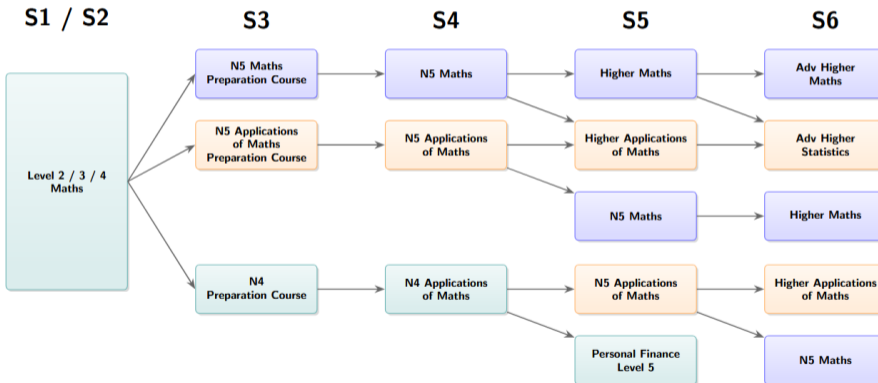 S1 / S2
S3
S4
S5
S6
N5 Maths
Preparation Course
N5 Maths
Higher Maths
Adv Higher
Maths
N5 Applications
of Maths
Preparation Course
N5 Applications
of Maths
Higher Applications
of Maths
Adv Higher
Statistics
Level 2 / 3 / 4
Maths
N5 Maths
Higher Maths
N4
Preparation Course
N4 Applications
of Maths
N5 Applications
of Maths
Higher Applications
of Maths
Personal Finance
Level 5
N5 Maths